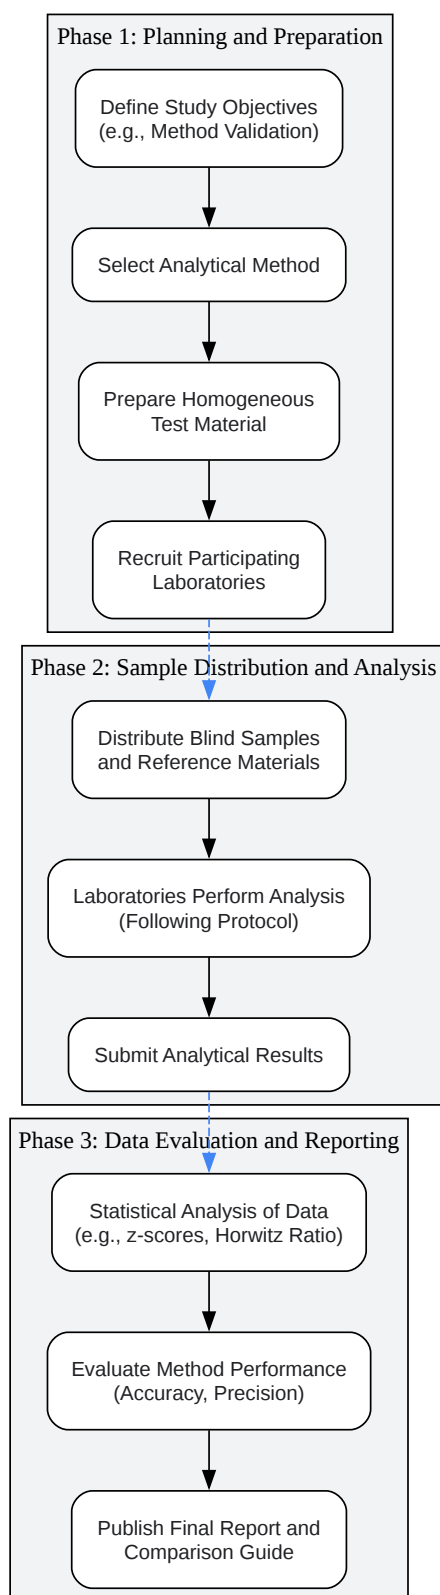 Phase 1: Planning and Preparation
Define Study Objectives
(e.g., Method Validation)
Select Analytical Method
Prepare Homogeneous
Test Material
Recruit Participating
Laboratories
Phase 2: Sample Distribution and Analysis
Distribute Blind Samples
and Reference Materials
Laboratories Perform Analysis
(Following Protocol)
Submit Analytical Results
Phase 3: Data Evaluation and Reporting
Statistical Analysis of Data
(e.g., z-scores, Horwitz Ratio)
Evaluate Method Performance
(Accuracy, Precision)
Publish Final Report and
Comparison Guide